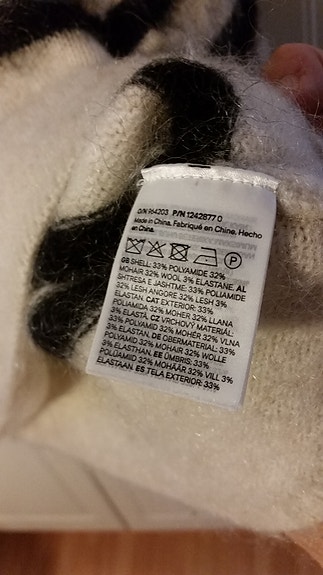 O/N 964203 P/N 1242877 0
Made in China. Fabriqué en Chine. Hecho
en China.
P
GB SHELL: 33% POLYAMIDE 32%
MOHAIR 32% WOOL 3% ELASTANE. AL
SHTRESA E JASHTME: 33% POLIAMIDE
32% LESH ANGORE 32% LESH 3%
ELASTAN. CAT EXTERIOR: 33%
POLIAMIDA 32% MOHER 32% LLANA
3% ELASTÀ. CZ VRCHOVÝ MATERIÁL:
33% POLYAMID 32% MOHER 32% VLNA
3% ELASTAN. DE OBERMATERIAL: 33%
POLYAMID 32% MOHAIR 32% WOLLE
3% ELASTHAN. EE ÜMBRIS: 33%
POLÜAMIID 32% MOHÄÄR 32% VILL 3%
ELASTAAN. ES TELA EXTERIOR: 33%